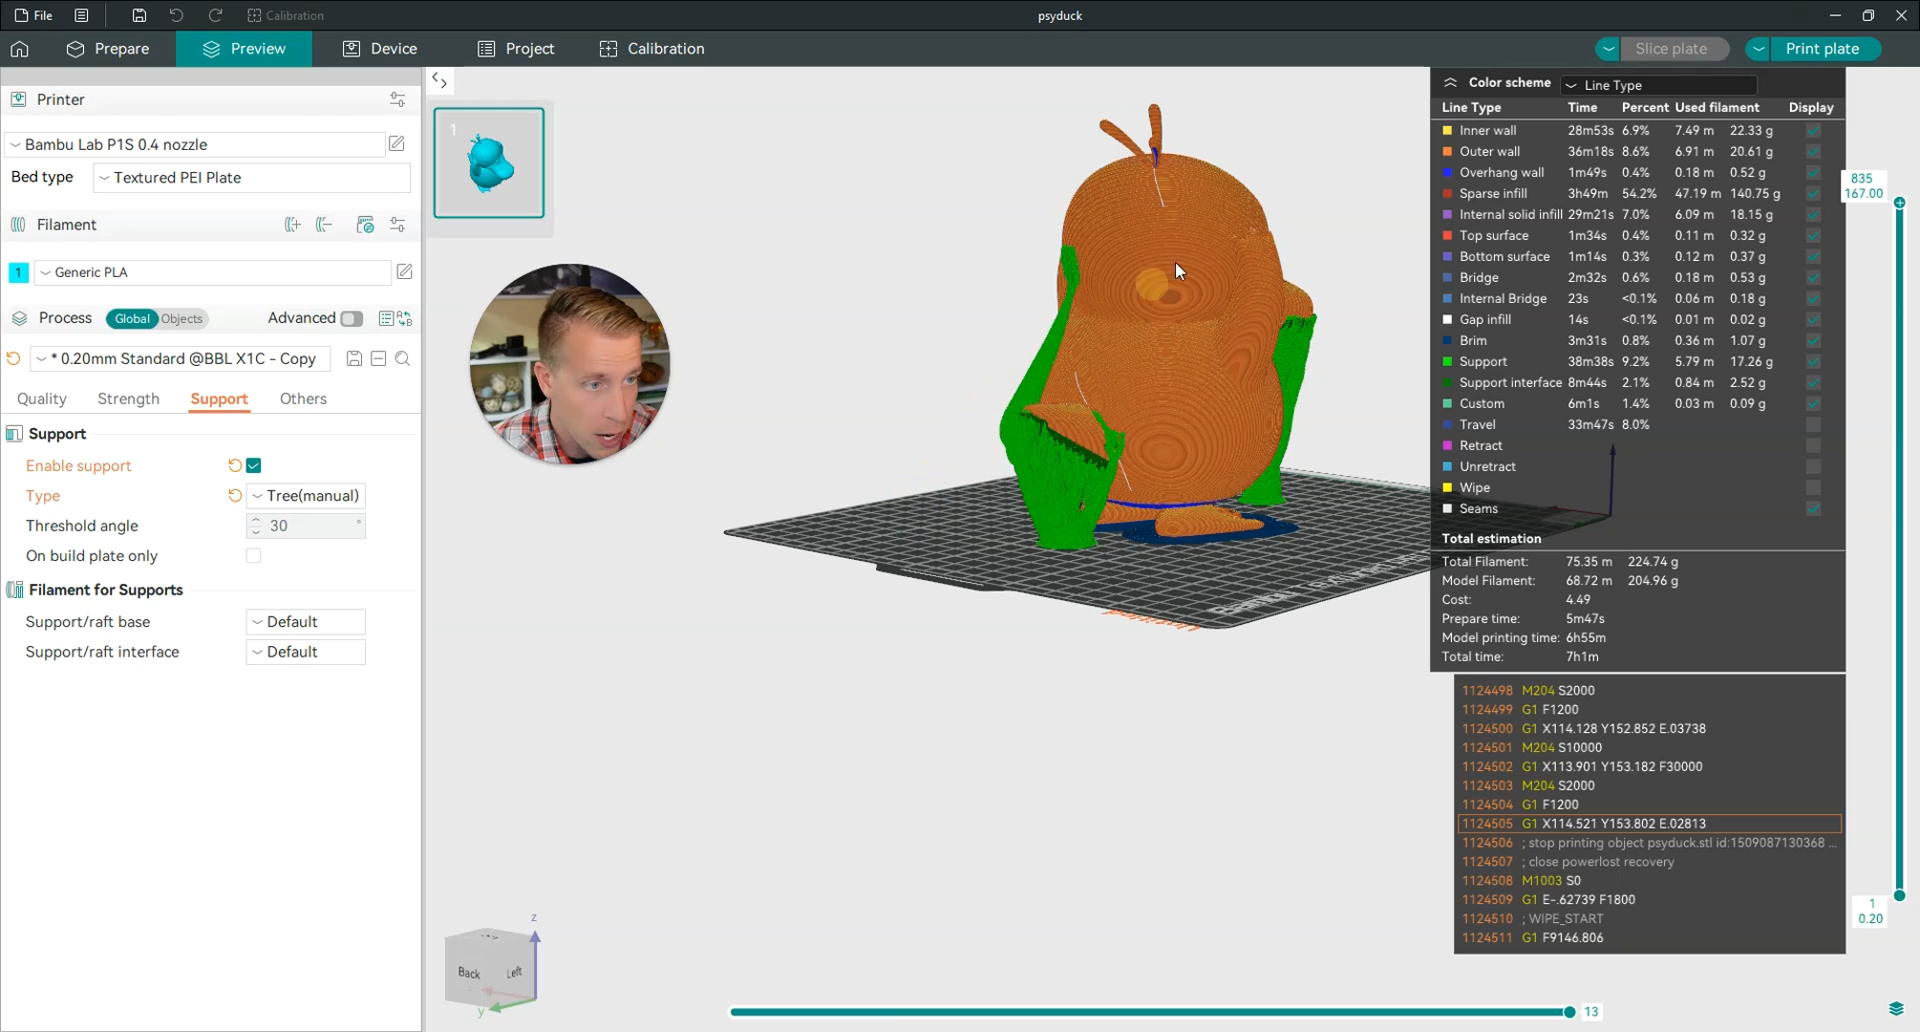 File
Calibration
psyduck
Prepare
Preview
Device
Project
Calibration
Slice plate
Print plate
Printer
Bambu Lab P1S 0.4 nozzle
Bed type
Textured PEI Plate
Filament
1
Generic PLA
Process
Global
Objects
Advanced
* 0.20mm Standard @BBL X1C - Copy
Quality
Strength
Support
Others
Support
Enable support
Type
Tree(manual)
Threshold angle
30
°
On build plate only
Filament for Supports
Support/raft base
Default
Support/raft interface
Default
1
Color scheme
Line Type
Line Type Time Percent Used filament Display
Inner wall 28m53s 6.9% 7.49 m 22.33 g
Outer wall 36m18s 8.6% 6.91 m 20.61 g
Overhang wall 1m49s 0.4% 0.18 m 0.52 g
Sparse infill 3h49m 54.2% 47.19 m 140.75 g
Internal solid infill 29m21s 7.0% 6.09 m 18.15 g
Top surface 1m34s 0.4% 0.11 m 0.32 g
Bottom surface 1m14s 0.3% 0.12 m 0.37 g
Bridge 2m32s 0.6% 0.18 m 0.53 g
Internal Bridge 23s <0.1% 0.06 m 0.18 g
Gap infill 14s <0.1% 0.01 m 0.02 g
Brim 3m31s 0.8% 0.36 m 1.07 g
Support 38m38s 9.2% 5.79 m 17.26 g
Support interface 8m44s 2.1% 0.84 m 2.52 g
Custom 6m1s 1.4% 0.03 m 0.09 g
Travel 33m47s 8.0%
Retract
Unretract
Wipe
Seams
Total estimation
Total Filament: 75.35 m 224.74 g
Model Filament: 68.72 m 204.96 g
Cost: 4.49
Prepare time: 5m47s
Model printing time: 6h55m
Total time: 7h1m
1124498 M204 S2000
1124499 G1 F1200
1124500 G1 X114.128 Y152.852 E.03738
1124501 M204 S10000
1124502 G1 X113.901 Y153.182 F30000
1124503 M204 S2000
1124504 G1 F1200
1124505 G1 X114.521 Y153.802 E.02813
1124506 ; stop printing object psyduck.stl id:1509087130368 ...
1124507 ; close powerlost recovery
1124508 M1003 S0
1124509 G1 E-.62739 F1800
1124510 ; WIPE_START
1124511 G1 F9146.806
835
167.00
1
0.20
z
Back
Left
y
13